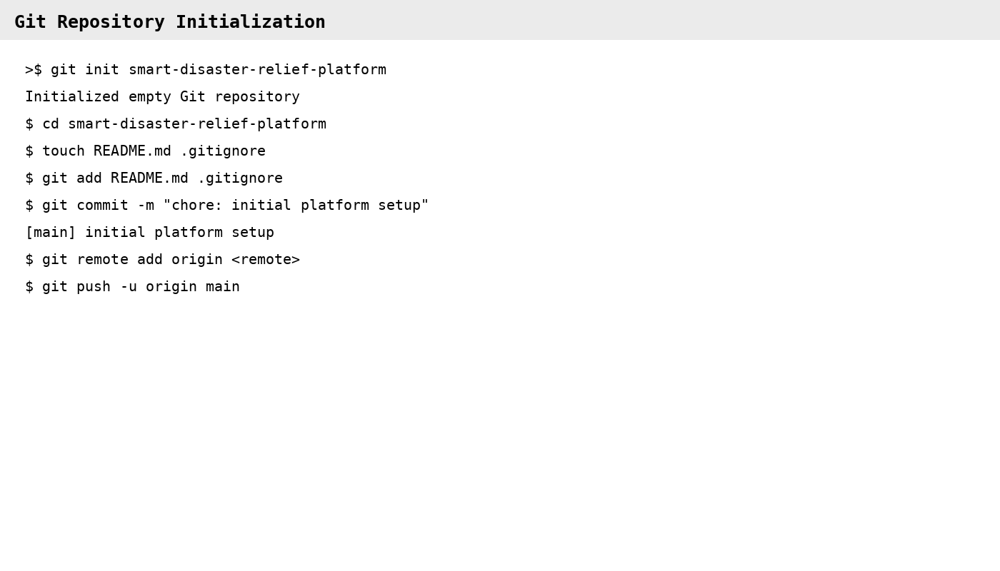 Git Repository Initialization
>$ git init smart-disaster-relief-platform
Initialized empty Git repository
$ cd smart-disaster-relief-platform
$ touch README.md .gitignore
$ git add README.md .gitignore
$ git commit -m "chore: initial platform setup"
[main] initial platform setup
$ git remote add origin <remote>
$ git push -u origin main